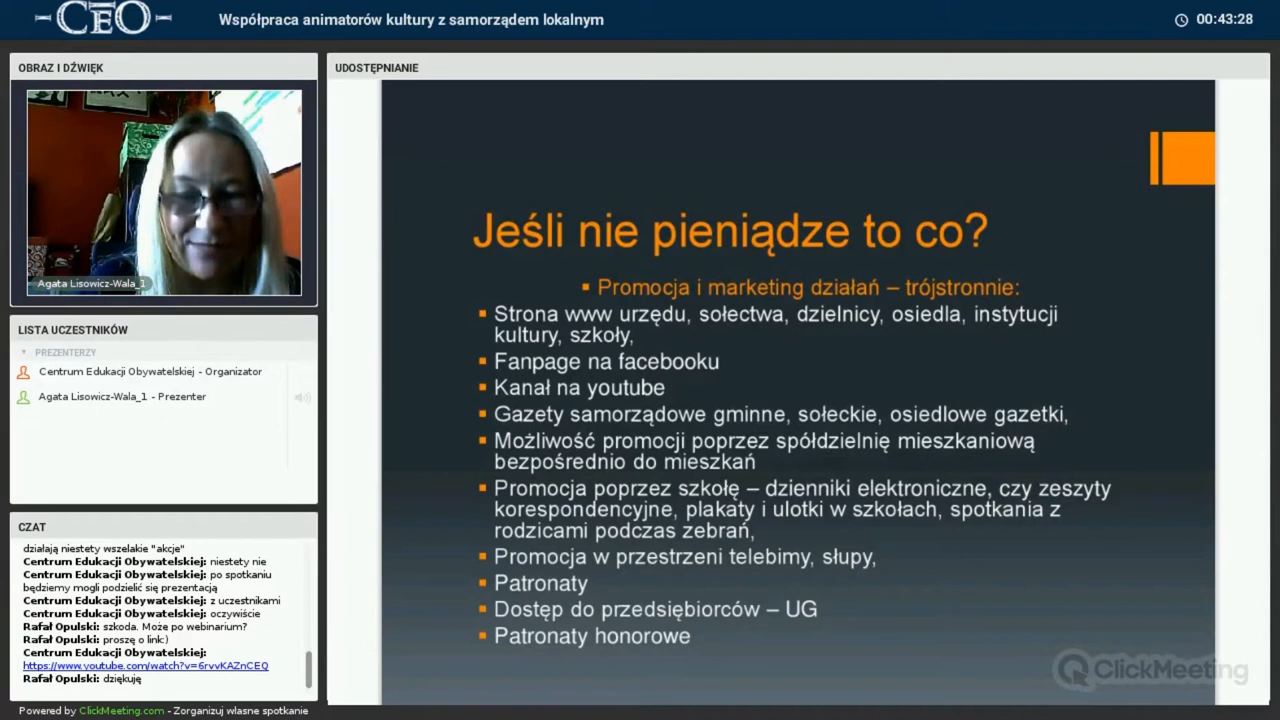 CEO
Współpraca animatorów kultury z samorządem lokalnym
00:43:28
OBRAZ I DŹWIĘK
Agata Lisowicz-Wala_1
LISTA UCZESTNIKÓW
PREZENTERZY
Centrum Edukacji Obywatelskiej - Organizator
Agata Lisowicz-Wala_1 - Prezenter
CZAT
działają niestety wszelakie "akcje"
Centrum Edukacji Obywatelskiej: niestety nie
Centrum Edukacji Obywatelskiej: po spotkaniu
będziemy mogli podzielić się prezentacją
Centrum Edukacji Obywatelskiej: z uczestnikami
Centrum Edukacji Obywatelskiej: oczywiście
Rafał Opulski: szkoda. Może po webinarium?
Rafał Opulski: proszę o link:)
Centrum Edukacji Obywatelskiej:
https://www.youtube.com/watch?v=6rvvKAZnCEQ
Rafał Opulski: dziękuję
Powered by ClickMeeting.com - Zorganizuj własne spotkanie
UDOSTĘPNIANIE
Jeśli nie pieniądze to co?
▪ Promocja i marketing działań – trójstronnie:
▪ Strona www urzędu, sołectwa, dzielnicy, osiedla, instytucji
kultury, szkoły,
▪ Fanpage na facebooku
▪ Kanał na youtube
▪ Gazety samorządowe gminne, sołeckie, osiedlowe gazetki,
▪ Możliwość promocji poprzez spółdzielnię mieszkaniową
bezpośrednio do mieszkań
▪ Promocja poprzez szkołę – dzienniki elektroniczne, czy zeszyty
korespondencyjne, plakaty i ulotki w szkołach, spotkania z
rodzicami podczas zebrań,
▪ Promocja w przestrzeni telebimy, słupy,
▪ Patronaty
▪ Dostęp do przedsiębiorców – UG
▪ Patronaty honorowe
ClickMeeting